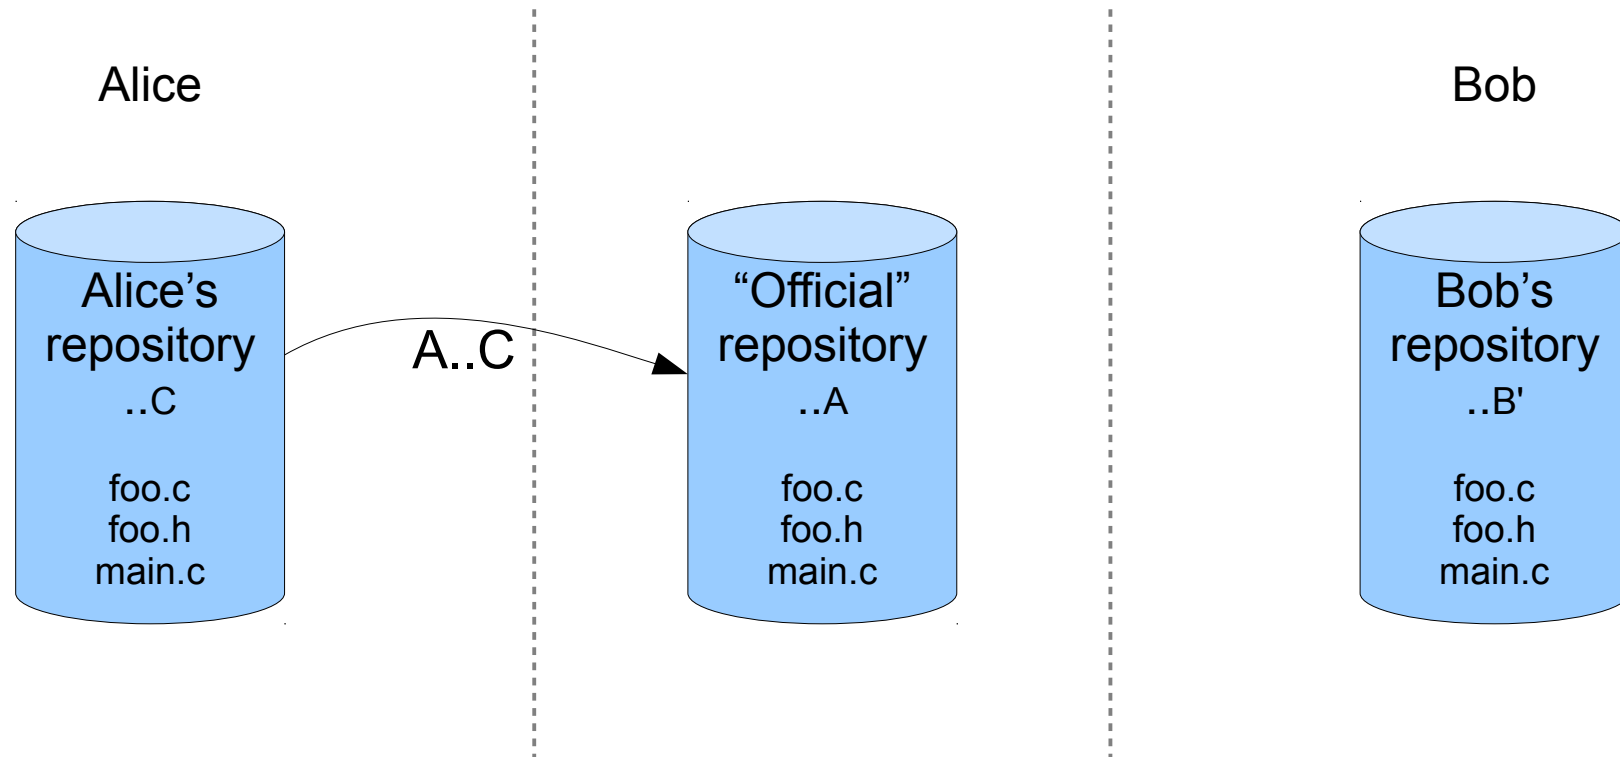 Alice
Bob
Alice’s
repository
..C
foo.c
foo.h
main.c
A..C
“Official”
repository
..A
foo.c
foo.h
main.c
Bob’s
repository
..B'
foo.c
foo.h
main.c